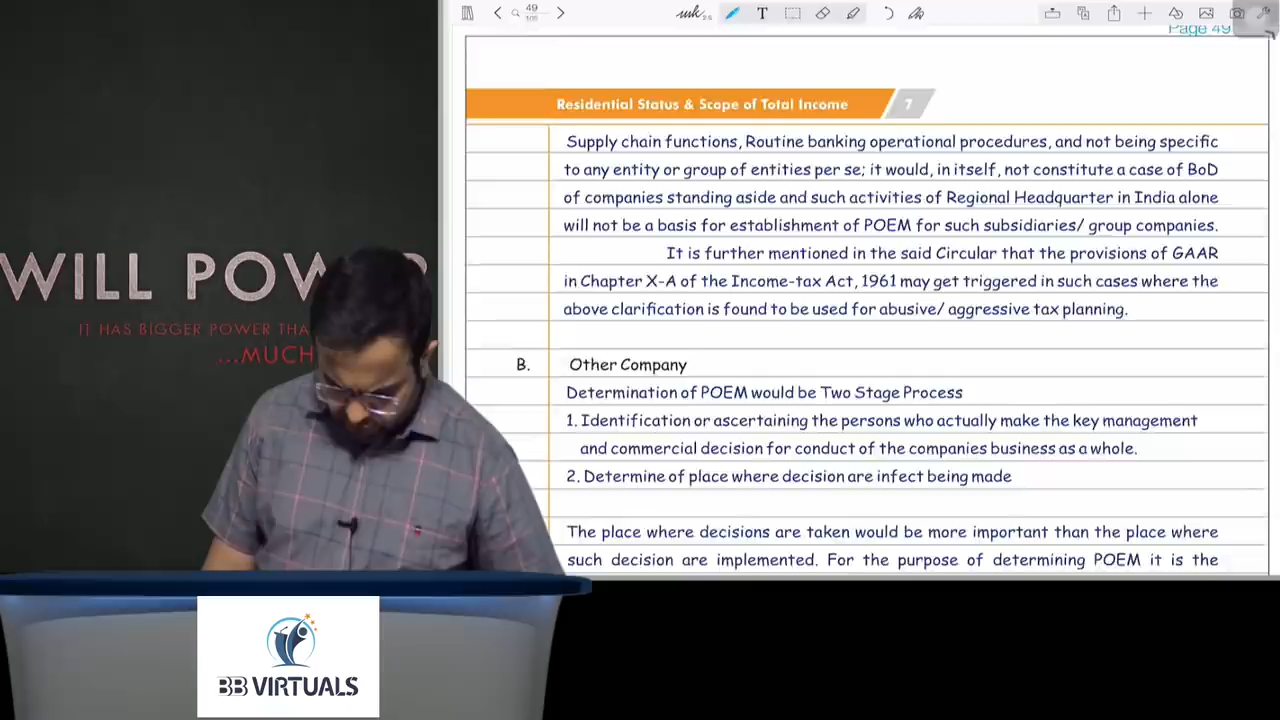 49
Page 49
Residential Status & Scope of Total Income 7
Supply chain functions, Routine banking operational procedures, and not being specific
to any entity or group of entities per se; it would, in itself, not constitute a case of BoD
of companies standing aside and such activities of Regional Headquarter in India alone
will not be a basis for establishment of POEM for such subsidiaries/ group companies.
It is further mentioned in the said Circular that the provisions of GAAR
in Chapter X-A of the Income-tax Act, 1961 may get triggered in such cases where the
above clarification is found to be used for abusive/ aggressive tax planning.
B. Other Company
Determination of POEM would be Two Stage Process
1. Identification or ascertaining the persons who actually make the key management
and commercial decision for conduct of the companies business as a whole.
2. Determine of place where decision are infect being made
The place where decisions are taken would be more important than the place where
such decision are implemented. For the purpose of determining POEM it is the
WILL POW
IT HAS BIGGER POWER THA
...MUCH
BB VIRTUALS